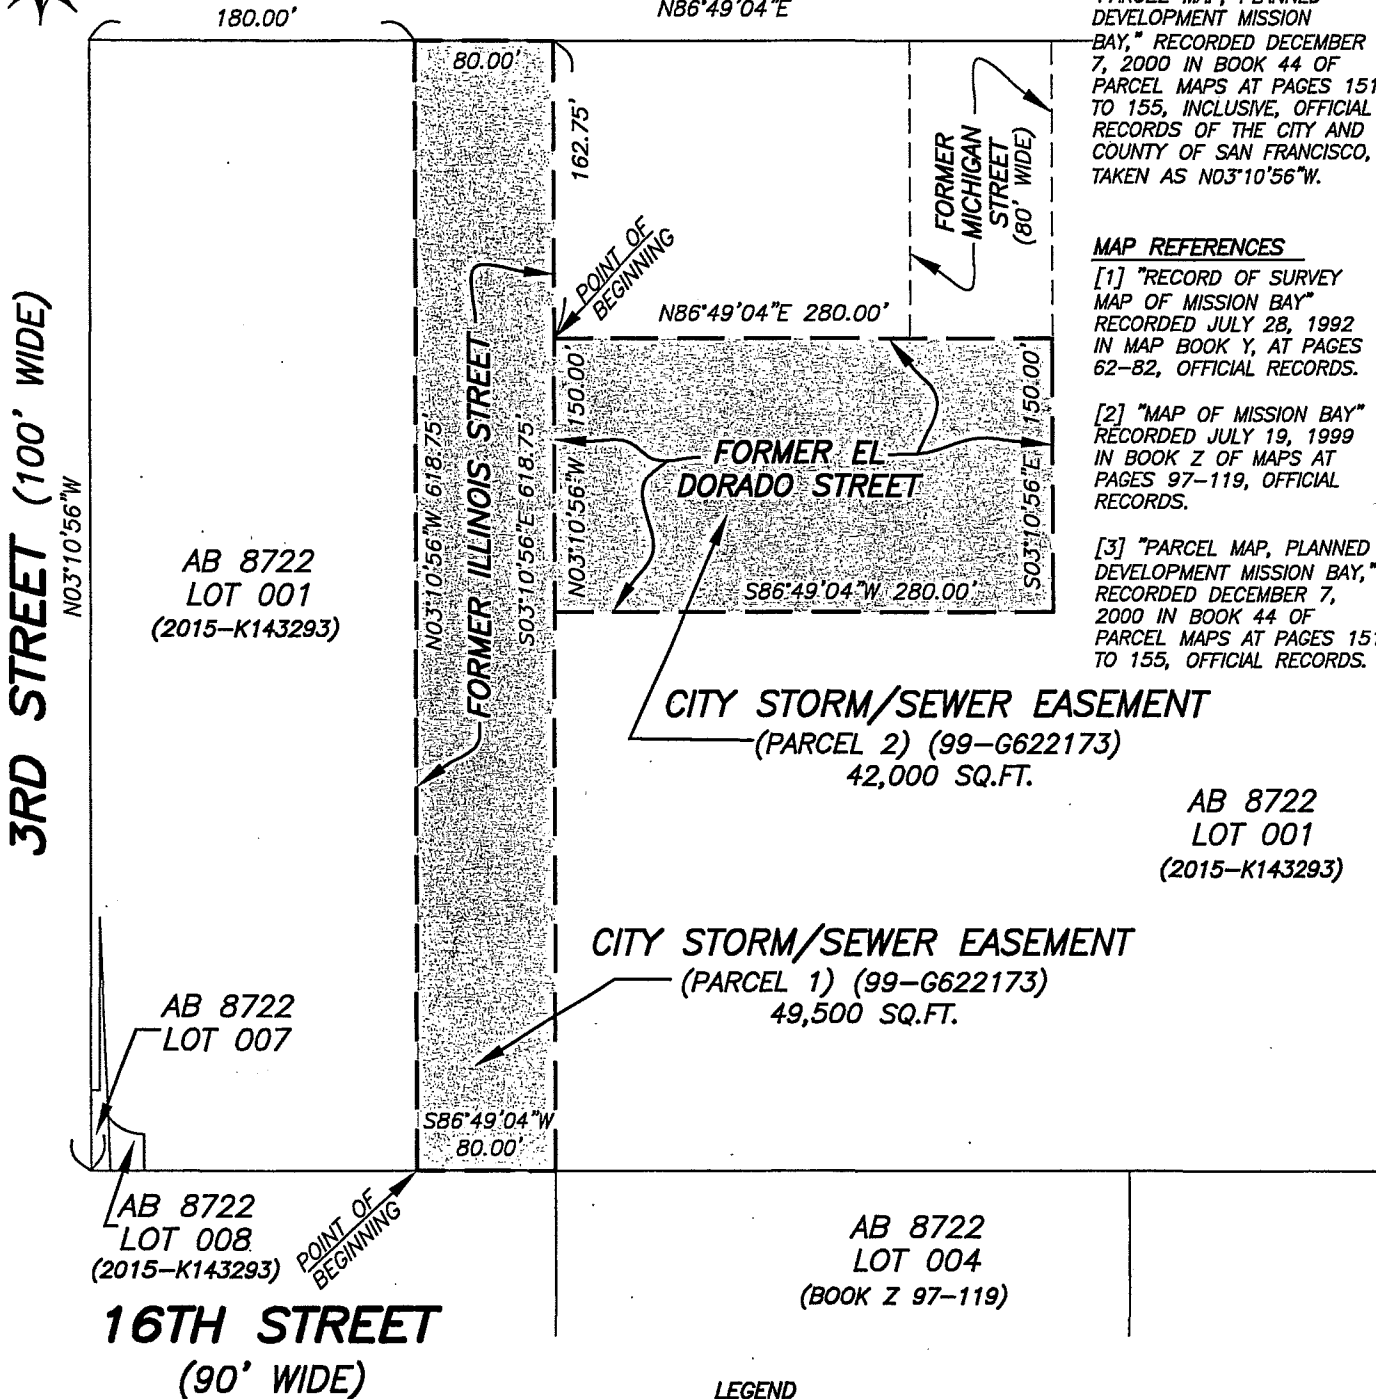 180.00'
N86°49'04"E
80.00'
162.75'
"PARCEL MAP, PLANNED
DEVELOPMENT MISSION
BAY," RECORDED DECEMBER
7, 2000 IN BOOK 44 OF
PARCEL MAPS AT PAGES 151
TO 155, INCLUSIVE, OFFICIAL
RECORDS OF THE CITY AND
COUNTY OF SAN FRANCISCO,
TAKEN AS N03°10'56"W.
FORMER
MICHIGAN
STREET
(80' WIDE)
POINT OF
BEGINNING
MAP REFERENCES
[1] "RECORD OF SURVEY
MAP OF MISSION BAY"
RECORDED JULY 28, 1992
IN MAP BOOK Y, AT PAGES
62-82, OFFICIAL RECORDS.
[2] "MAP OF MISSION BAY"
RECORDED JULY 19, 1999
IN BOOK Z OF MAPS AT
PAGES 97-119, OFFICIAL
RECORDS.
[3] "PARCEL MAP, PLANNED
DEVELOPMENT MISSION BAY,"
RECORDED DECEMBER 7,
2000 IN BOOK 44 OF
PARCEL MAPS AT PAGES 151
TO 155, OFFICIAL RECORDS.
N86°49'04"E 280.00'
3RD STREET (100' WIDE)
N03°10'56"W
AB 8722
LOT 001
(2015-K143293)
N03°10'56"W 618.75'
FORMER ILLINOIS STREET
S03°10'56"E 618.75'
N03°10'56"W 150.00'
FORMER EL
DORADO STREET
S03°10'56"E 150.00'
S86°49'04"W 280.00'
CITY STORM/SEWER EASEMENT
(PARCEL 2) (99-G622173)
42,000 SQ.FT.
AB 8722
LOT 001
(2015-K143293)
CITY STORM/SEWER EASEMENT
(PARCEL 1) (99-G622173)
49,500 SQ.FT.
AB 8722
LOT 007
S86°49'04"W
80.00'
AB 8722
LOT 008
(2015-K143293)
POINT OF
BEGINNING
AB 8722
LOT 004
(BOOK Z 97-119)
16TH STREET
(90' WIDE)
LEGEND